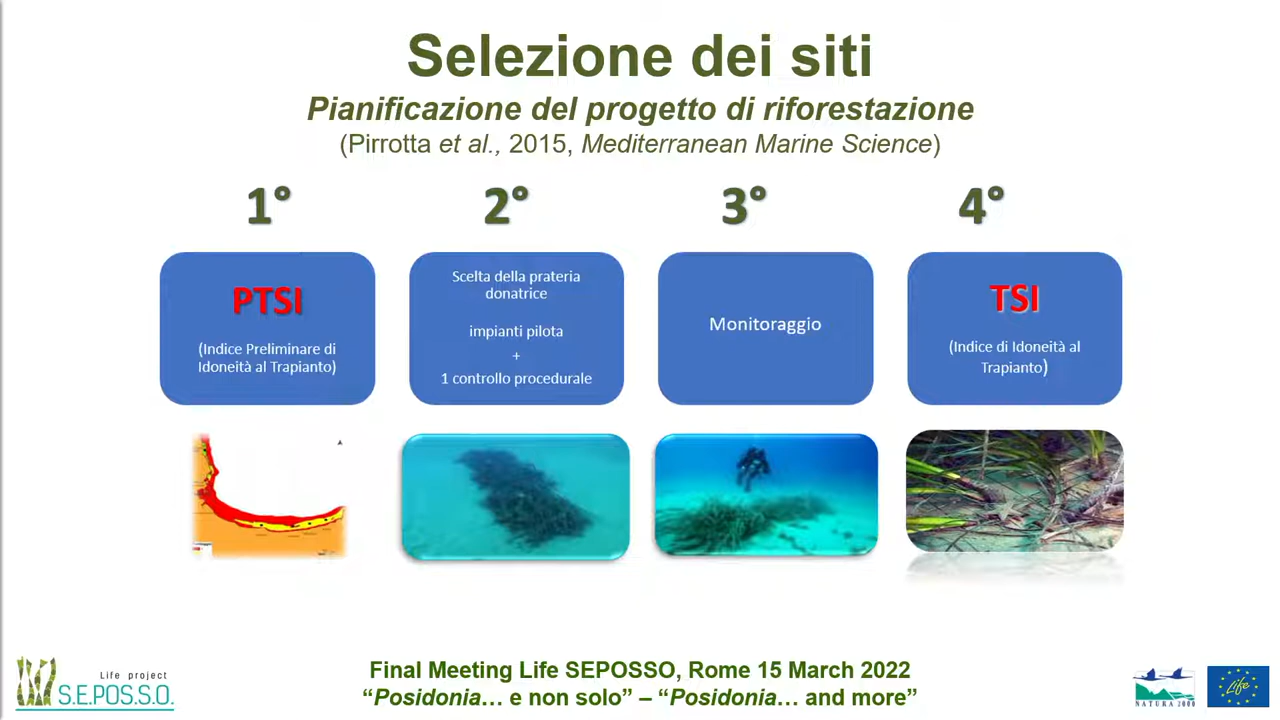 Selezione dei siti
Pianificazione del progetto di riforestazione
(Pirrotta et al., 2015, Mediterranean Marine Science)
1° 2° 3° 4°
PTSI
(Indice Preliminare di
Idoneità al Trapianto)
Scelta della prateria
donatrice
impianti pilota
+
1 controllo procedurale
Monitoraggio
TSI
(Indice di Idoneità al
Trapianto)
Life project
S.E.POS.S.O.
Final Meeting Life SEPOSSO, Rome 15 March 2022
“Posidonia… e non solo” – “Posidonia… and more”
NATURA 2000
Life